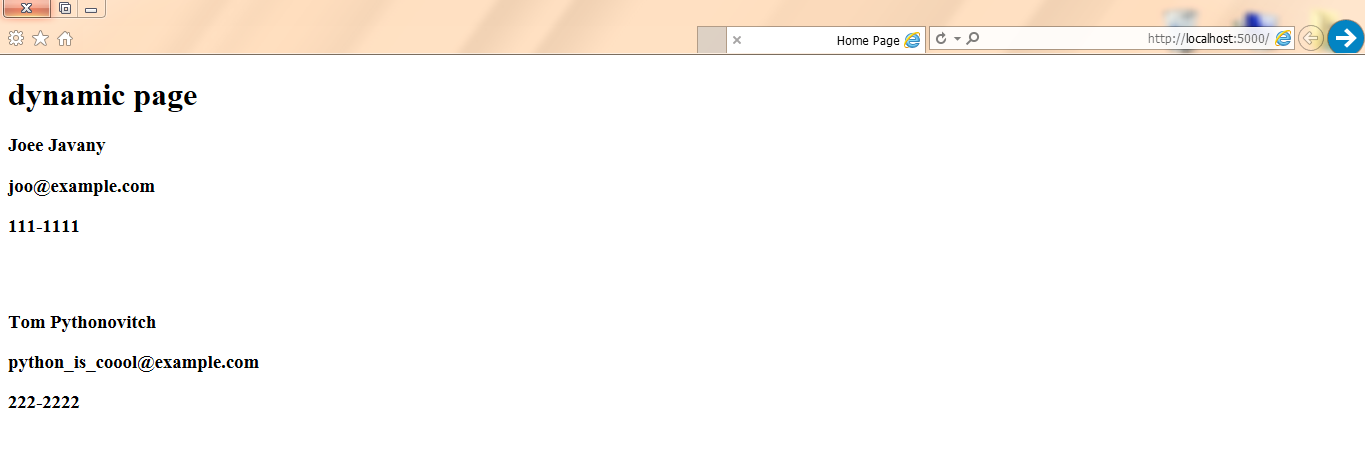 Home Page
http://localhost:5000/
dynamic page
Joee Javany
joo@example.com
111-1111
Tom Pythonovitch
python_is_coool@example.com
222-2222